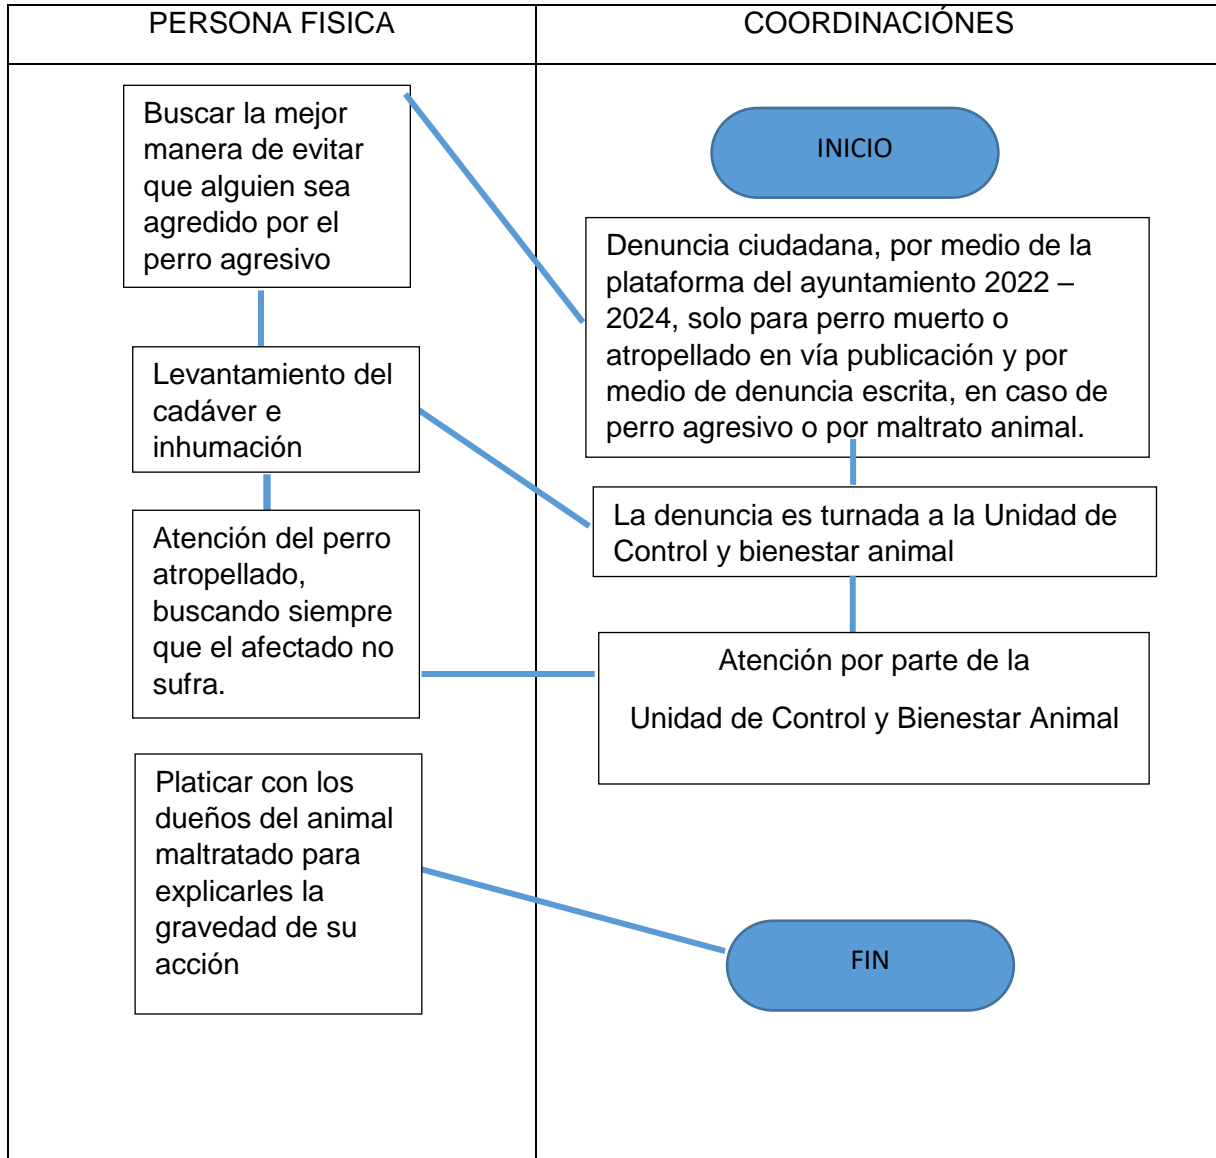 PERSONA FISICA
COORDINACIÓNES
Buscar la mejor
manera de evitar
que alguien sea
agredido por el
perro agresivo
Levantamiento del
cadáver e
inhumación
Atención del perro
atropellado,
buscando siempre
que el afectado no
sufra.
Platicar con los
dueños del animal
maltratado para
explicarles la
gravedad de su
acción
INICIO
Denuncia ciudadana, por medio de la
plataforma del ayuntamiento 2022 –
2024, solo para perro muerto o
atropellado en vía publicación y por
medio de denuncia escrita, en caso de
perro agresivo o por maltrato animal.
La denuncia es turnada a la Unidad de
Control y bienestar animal
Atención por parte de la
Unidad de Control y Bienestar Animal
FIN